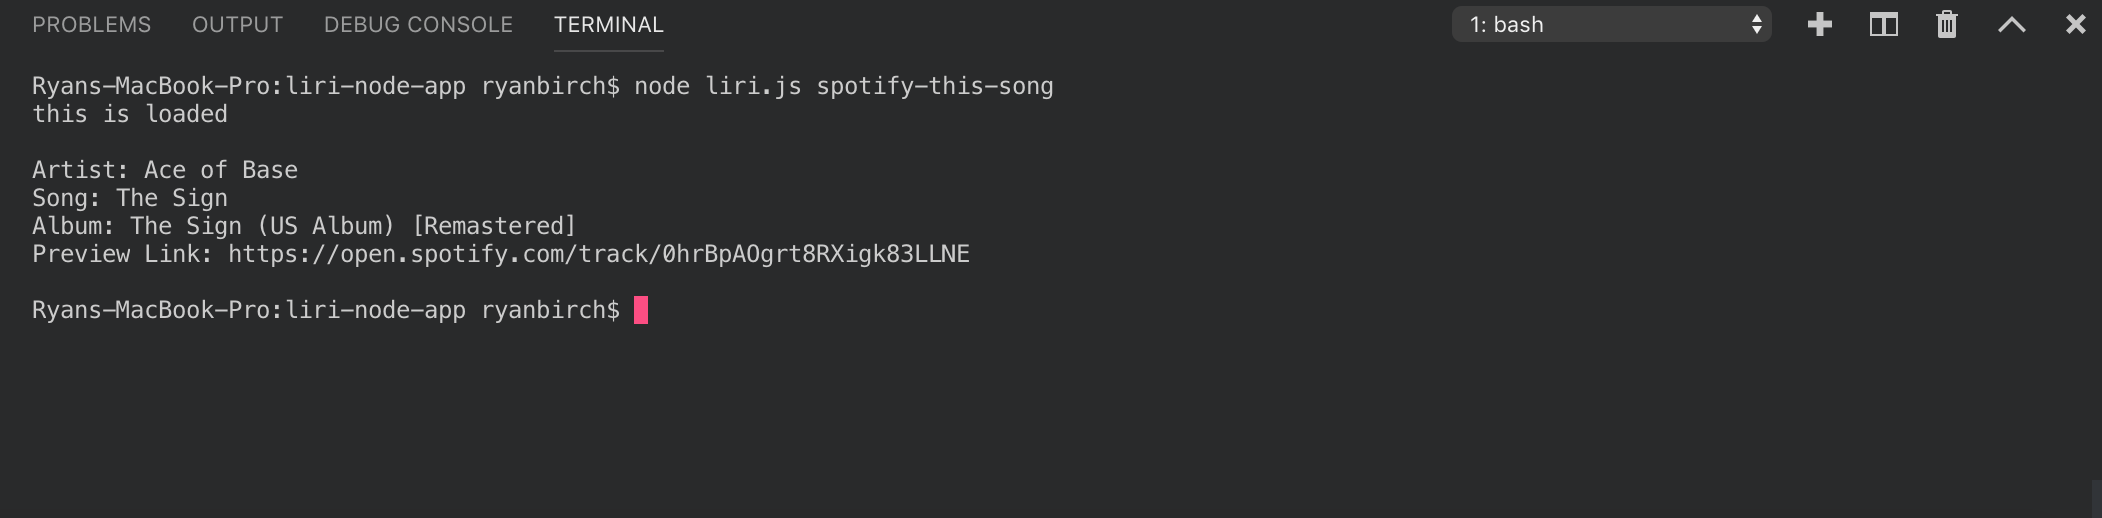 PROBLEMS OUTPUT DEBUG CONSOLE TERMINAL 1: bash
Ryans-MacBook-Pro:liri-node-app ryanbirch$ node liri.js spotify-this-song
this is loaded
Artist: Ace of Base
Song: The Sign
Album: The Sign (US Album) [Remastered]
Preview Link: https://open.spotify.com/track/0hrBpAOgrt8RXigk83LLNE
Ryans-MacBook-Pro:liri-node-app ryanbirch$